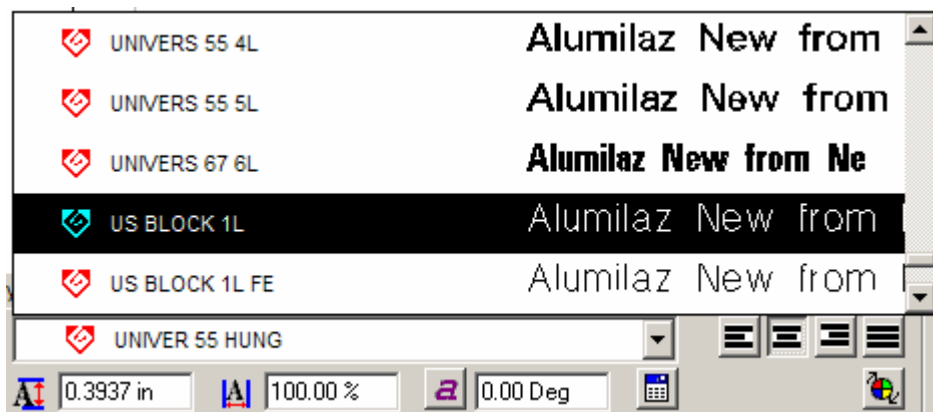 UNIVERS 55 4L Alumilaz New from
UNIVERS 55 5L Alumilaz New from
UNIVERS 67 6L Alumilaz New from Ne
US BLOCK 1L Alumilaz New from
US BLOCK 1L FE Alumilaz New from
UNIVER 55 HUNG
A 0.3937 in A 100.00 % a 0.00 Deg